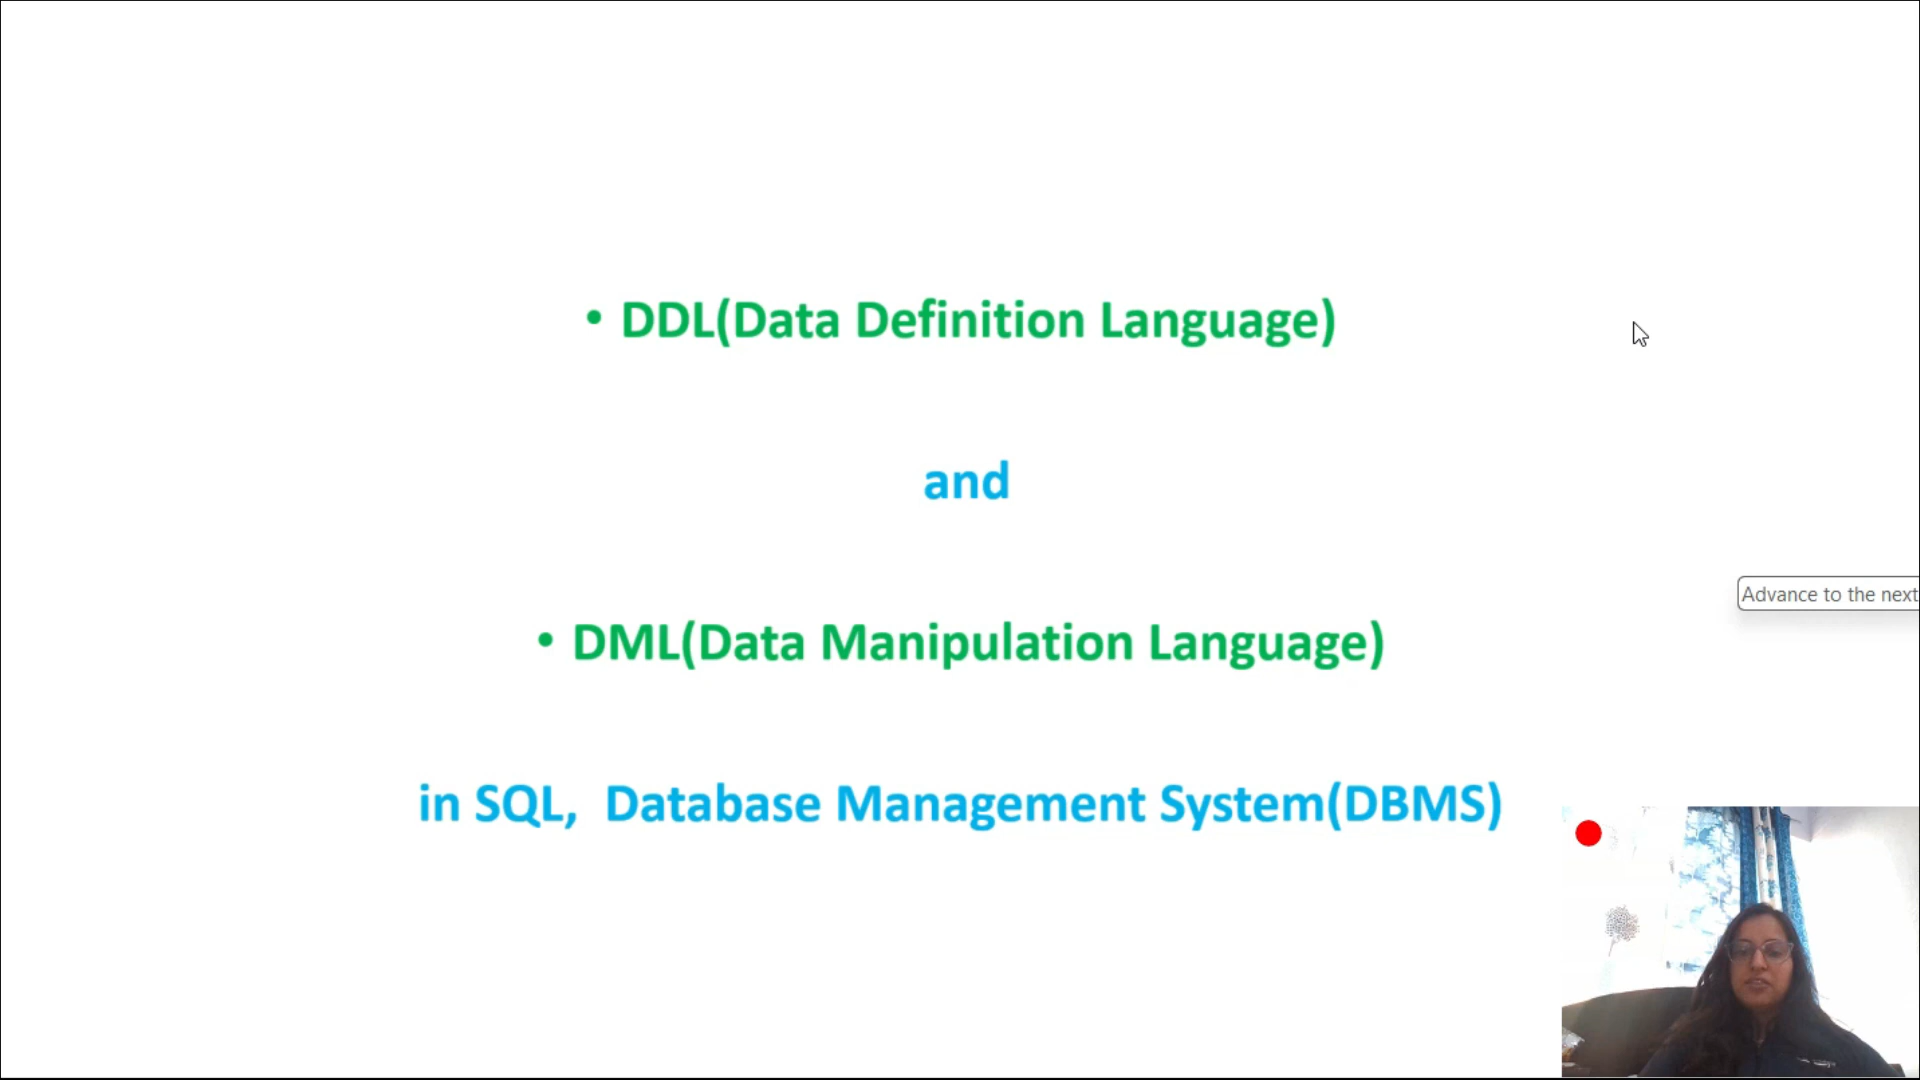 • DDL(Data Definition Language)
and
Advance to the next
• DML(Data Manipulation Language)
in SQL, Database Management System(DBMS)